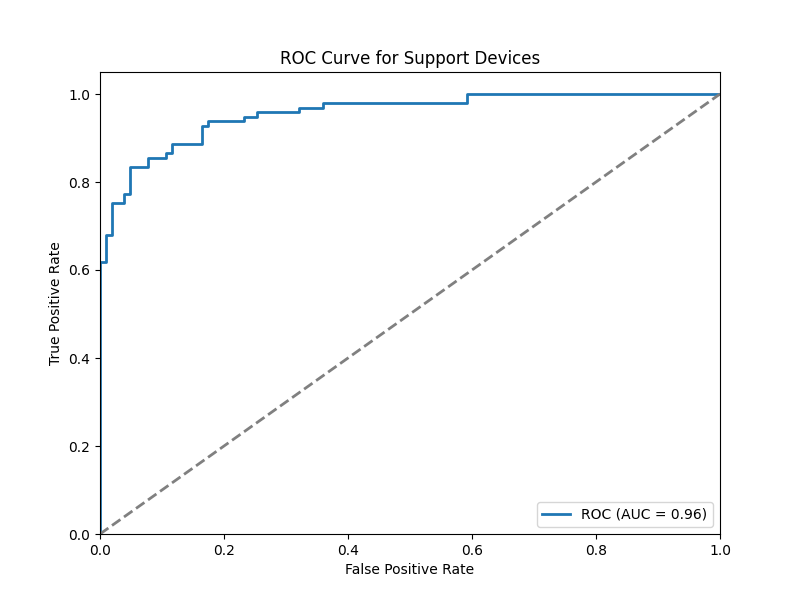 ROC Curve for Support Devices
True Positive Rate
1.0
0.8
0.6
0.4
0.2
0.0
0.0 0.2 0.4 0.6 0.8 1.0
False Positive Rate
ROC (AUC = 0.96)